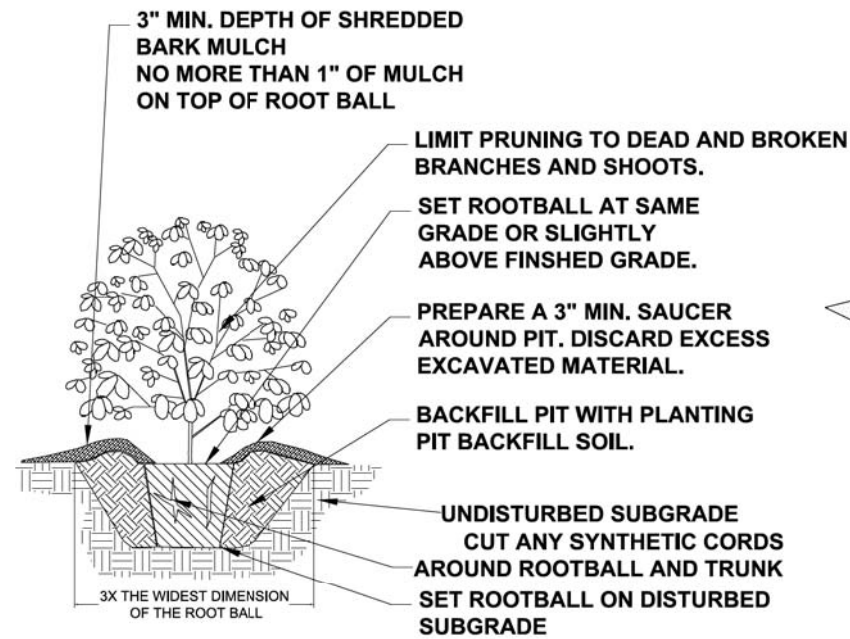 3" MIN. DEPTH OF SHREDDED
BARK MULCH
NO MORE THAN 1" OF MULCH
ON TOP OF ROOT BALL
LIMIT PRUNING TO DEAD AND BROKEN
BRANCHES AND SHOOTS.
SET ROOTBALL AT SAME
GRADE OR SLIGHTLY
ABOVE FINSHED GRADE.
PREPARE A 3" MIN. SAUCER
AROUND PIT. DISCARD EXCESS
EXCAVATED MATERIAL.
BACKFILL PIT WITH PLANTING
PIT BACKFILL SOIL.
UNDISTURBED SUBGRADE
CUT ANY SYNTHETIC CORDS
AROUND ROOTBALL AND TRUNK
SET ROOTBALL ON DISTURBED
SUBGRADE
3X THE WIDEST DIMENSION
OF THE ROOT BALL